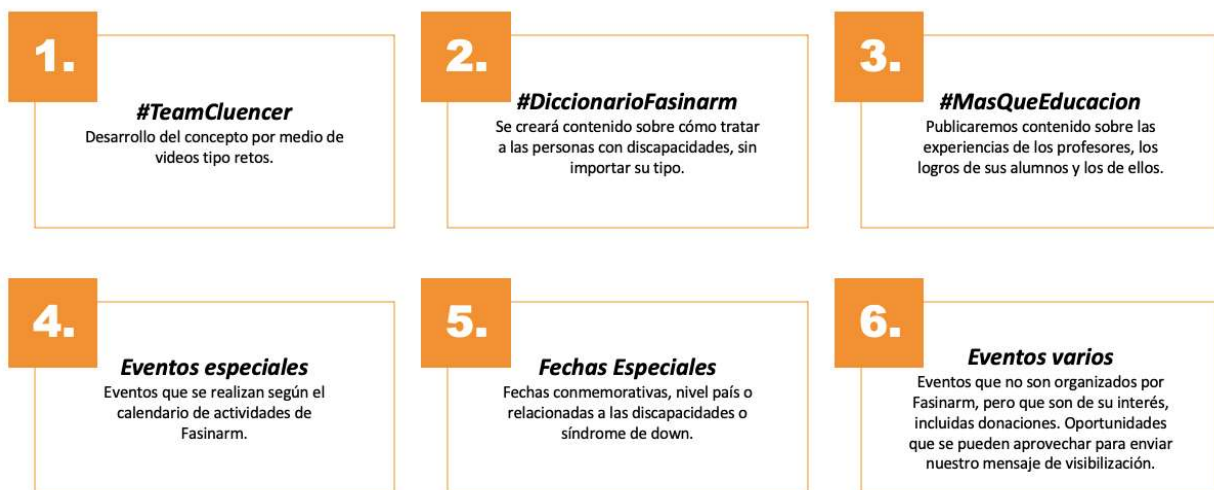 1.
#TeamCluencer
Desarrollo del concepto por medio de
videos tipo retos.
2.
#DiccionarioFasinarm
Se creará contenido sobre cómo tratar
a las personas con discapacidades, sin
importar su tipo.
3.
#MasQueEducacion
Publicaremos contenido sobre las
experiencias de los profesores, los
logros de sus alumnos y los de ellos.
4.
Eventos especiales
Eventos que se realizan según el
calendario de actividades de
Fasinarm.
5.
Fechas Especiales
Fechas conmemorativas, nivel país o
relacionadas a las discapacidades o
síndrome de down.
6.
Eventos varios
Eventos que no son organizados por
Fasinarm, pero que son de su interés,
incluidas donaciones. Oportunidades
que se pueden aprovechar para enviar
nuestro mensaje de visibilización.